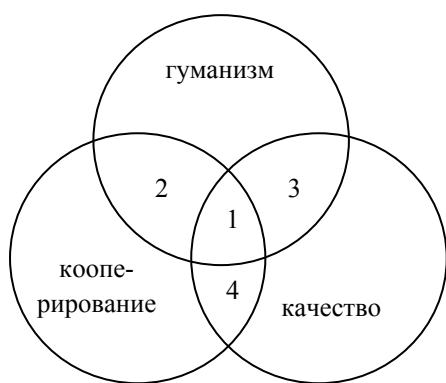 гуманизм
2
3
1
коопе-
рирование
4
качество